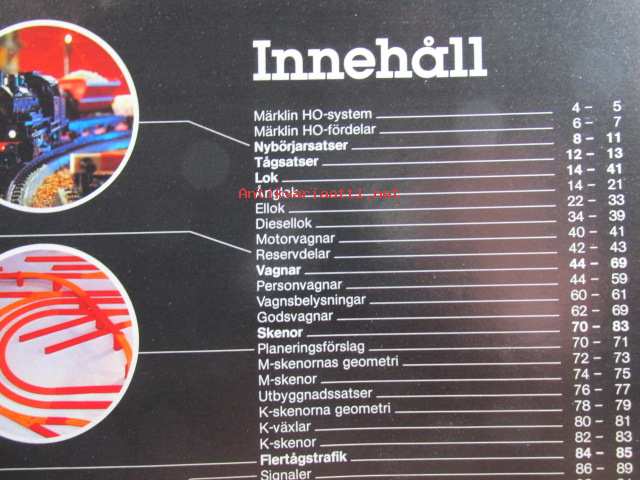 Innehåll
Märklin HO-system 4 – 5
Märklin HO-fördelar 6 – 7
Nybörjarsatser 8 – 11
Tågsatser 12 – 13
Lok 14 – 41
Ånglok 14 – 21
Ellok 22 – 33
Diesellok 34 – 39
Motorvagnar 40 – 41
Reservdelar 42 – 43
Vagnar 44 – 69
Personvagnar 44 – 59
Vagnsbelysningar 60 – 61
Godsvagnar 62 – 69
Skenor 70 – 83
Planeringsförslag 70 – 71
M-skenornas geometri 72 – 73
M-skenor 74 – 75
Utbyggnadssatser 76 – 77
K-skenorna geometri 78 – 79
K-växlar 80 – 81
K-skenor 82 – 83
Flertågstrafik 84 – 85
Signaler 86 – 89